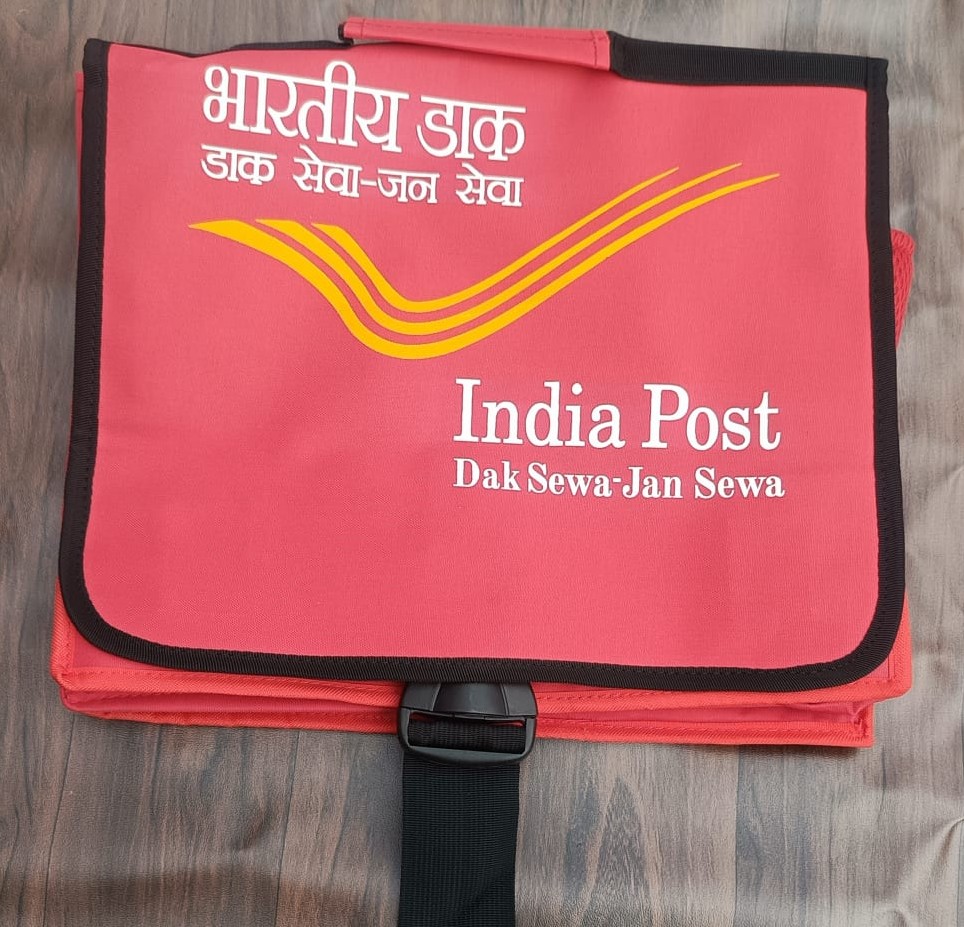 भारतीय डाक
डाक सेवा-जन सेवा
India Post
Dak Sewa-Jan Sewa